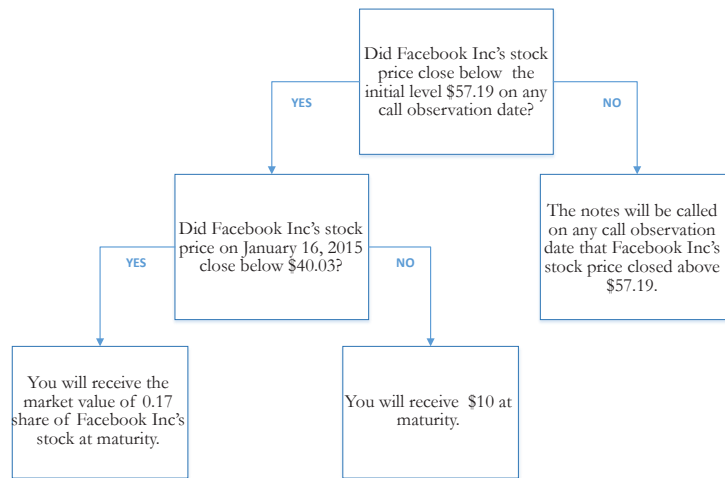 Did Facebook Inc's stock
price close below the
initial level $57.19 on any
call observation date?
YES
NO
Did Facebook Inc's stock
price on January 16, 2015
close below $40.03?
The notes will be called
on any call observation
date that Facebook Inc's
stock price closed above
$57.19.
YES
NO
You will receive the
market value of 0.17
share of Facebook Inc's
stock at maturity.
You will receive $10 at
maturity.